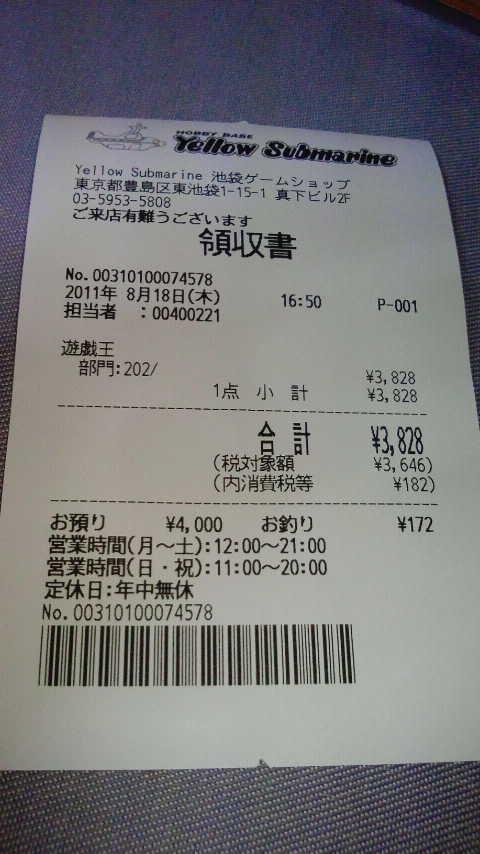 HOBBY BASE
Yellow Submarine
Yellow Submarine 池袋ゲームショップ
東京都豊島区東池袋1-15-1 真下ビル2F
03-5953-5808
ご来店有難うございます
領収書
No.00310100074578
2011年 8月18日(木) 16:50 P-001
担当者 :00400221
遊戯王
部門:202/ ¥3,828
1点 小 計 ¥3,828
合 計 ¥3,828
(税対象額 ¥3,646)
(内消費税等 ¥182)
お預り ¥4,000 お釣り ¥172
営業時間(月～土):12:00～21:00
営業時間(日・祝):11:00～20:00
定休日:年中無休
No.00310100074578